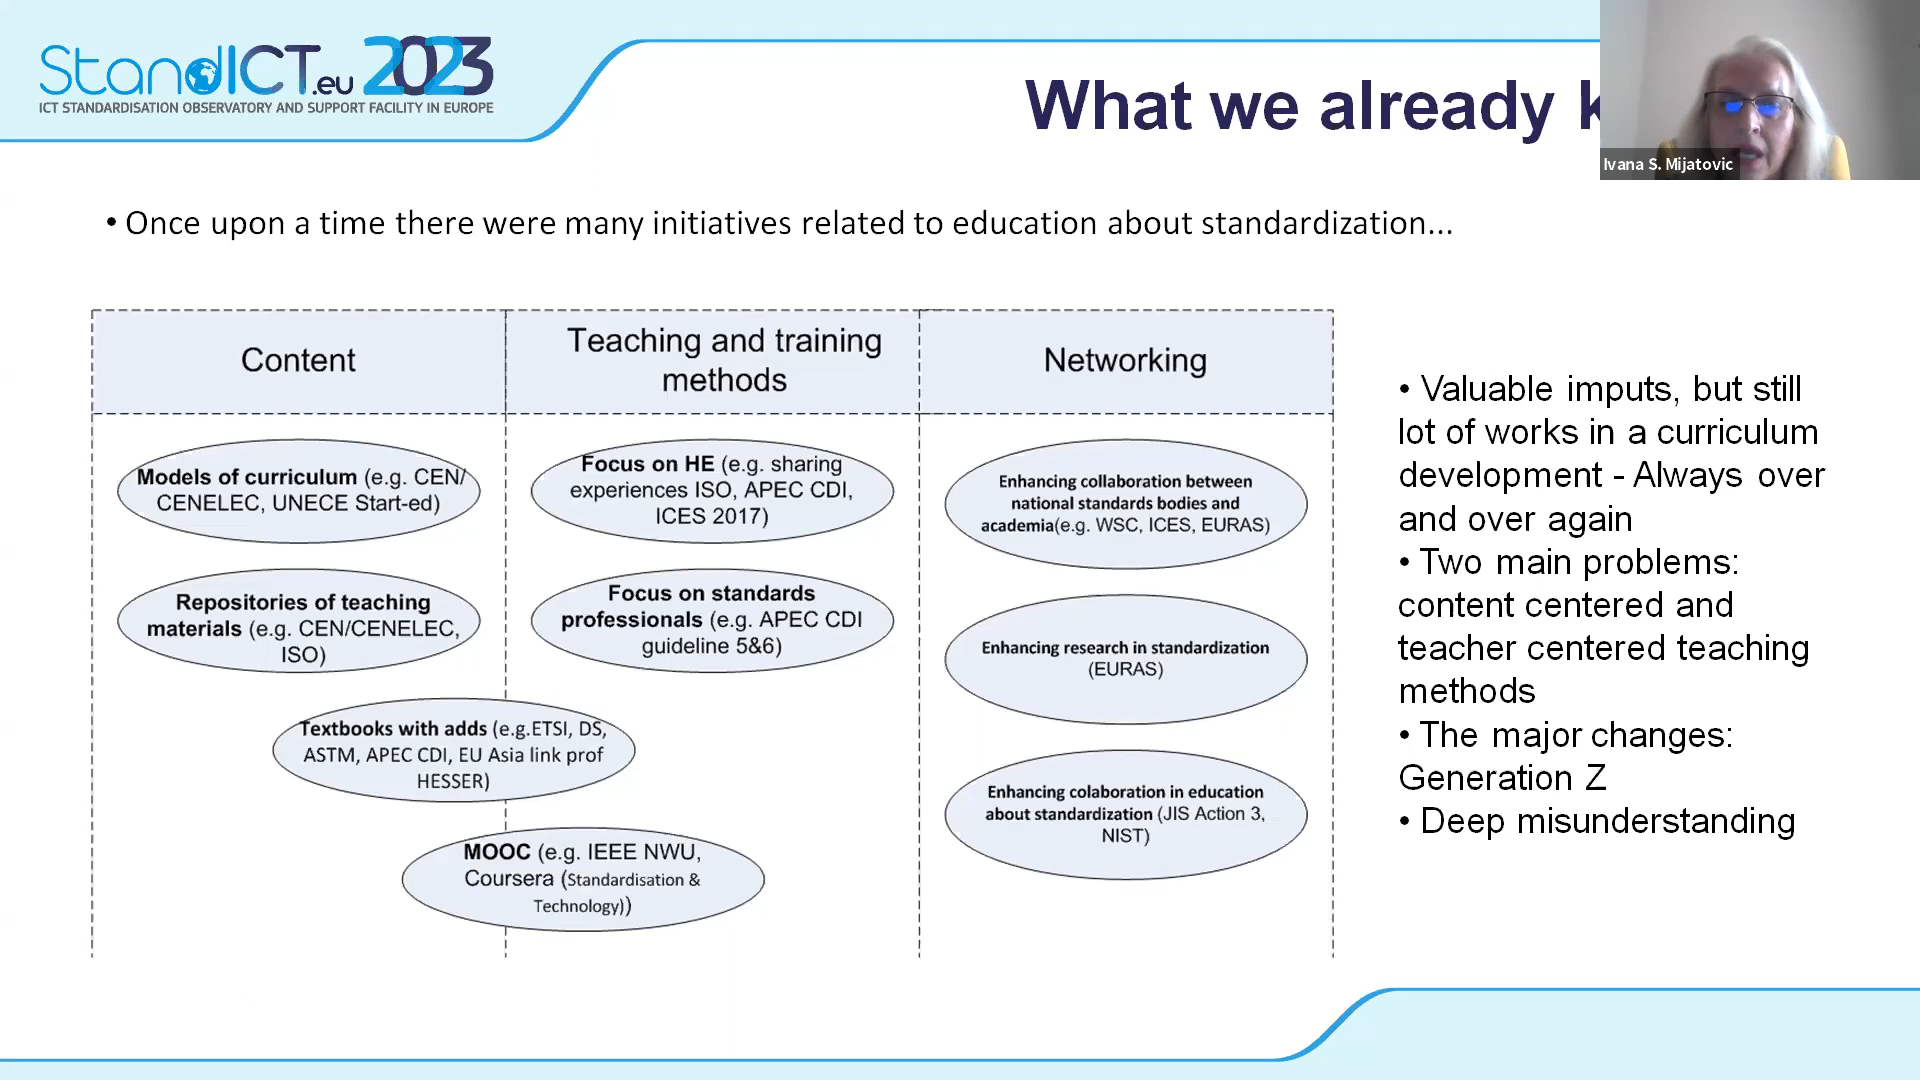 StandICT.eu 2023
ICT STANDARDISATION OBSERVATORY AND SUPPORT FACILITY IN EUROPE
What we already k
Ivana S. Mijatovic
• Once upon a time there were many initiatives related to education about standardization...
Content
Teaching and training
methods
Networking
Models of curriculum (e.g. CEN/
CENELEC, UNECE Start-ed)
Repositories of teaching
materials (e.g. CEN/CENELEC,
ISO)
Textbooks with adds (e.g.ETSI, DS,
ASTM, APEC CDI, EU Asia link prof
HESSER)
MOOC (e.g. IEEE NWU,
Coursera (Standardisation &
Technology))
Focus on HE (e.g. sharing
experiences ISO, APEC CDI,
ICES 2017)
Focus on standards
professionals (e.g. APEC CDI
guideline 5&6)
Enhancing collaboration between
national standards bodies and
academia(e.g. WSC, ICES, EURAS)
Enhancing research in standardization
(EURAS)
Enhancing colaboration in education
about standardization (JIS Action 3,
NIST)
• Valuable imputs, but still
lot of works in a curriculum
development - Always over
and over again
• Two main problems:
content centered and
teacher centered teaching
methods
• The major changes:
Generation Z
• Deep misunderstanding